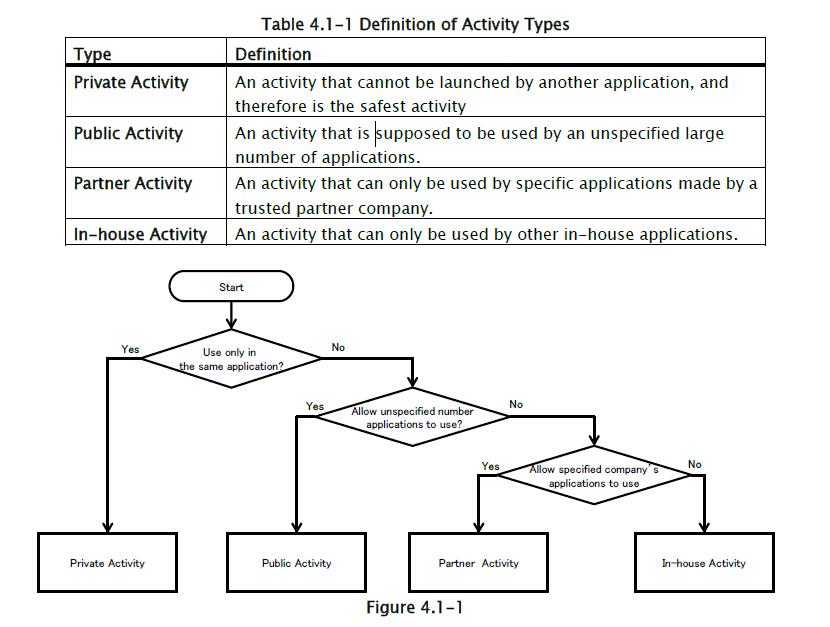 Table 4.1-1 Definition of Activity Types
Type Definition
Private Activity An activity that cannot be launched by another application, and
therefore is the safest activity
Public Activity An activity that is supposed to be used by an unspecified large
number of applications.
Partner Activity An activity that can only be used by specific applications made by a
trusted partner company.
In-house Activity An activity that can only be used by other in-house applications.
Start
Yes
Use only in
the same application?
No
Yes
Allow unspecified number
applications to use?
No
Yes
Allow specified company's
applications to use
No
Private Activity
Public Activity
Partner Activity
In-house Activity
Figure 4.1-1